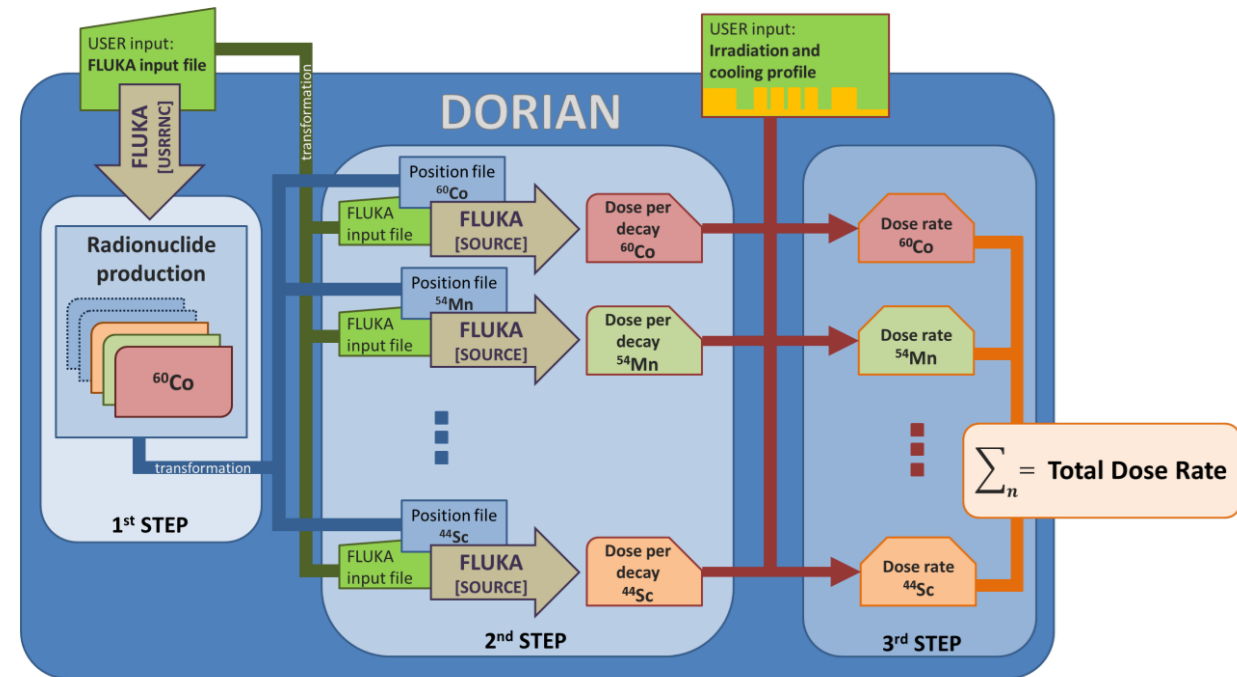 USER input:
FLUKA input file
FLUKA
[USRRNC]
transformation
USER input:
Irradiation and
cooling profile
DORIAN
Radionuclide
production
⁶⁰Co
transformation
1ˢᵗ STEP
Position file
⁶⁰Co
FLUKA
input file
FLUKA
[SOURCE]
Dose per
decay
⁶⁰Co
Position file
⁵⁴Mn
FLUKA
input file
FLUKA
[SOURCE]
Dose per
decay
⁵⁴Mn
Position file
⁴⁴Sc
FLUKA
input file
FLUKA
[SOURCE]
Dose per
decay
⁴⁴Sc
2ⁿᵈ STEP
Dose rate
⁶⁰Co
Dose rate
⁵⁴Mn
Dose rate
⁴⁴Sc
3ʳᵈ STEP
∑ₙ = Total Dose Rate